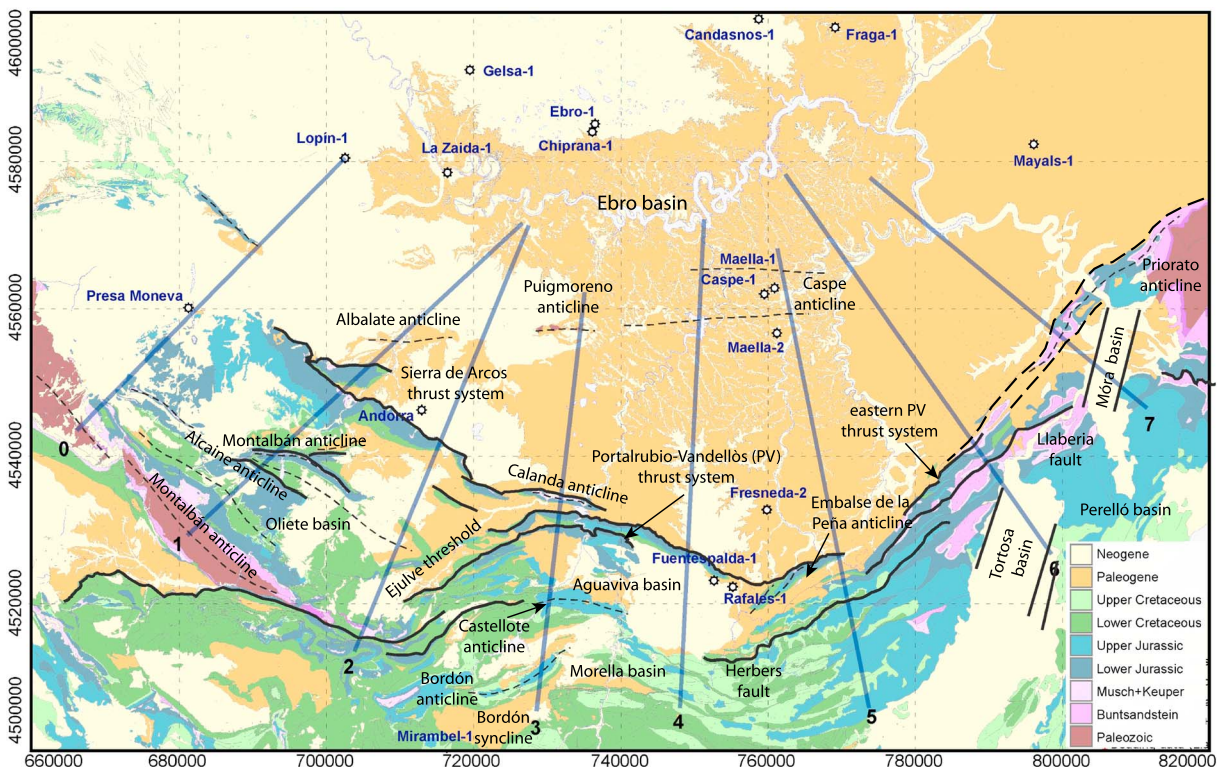 4600000
4580000
4560000
4540000
4520000
4500000
Candasnos-1
Fraga-1
Gelsa-1
Ebro-1
Chiprana-1
Lopín-1
La Zaida-1
Mayals-1
Ebro basin
Maella-1
Caspe-1
Caspe
anticline
Puigmoreno
anticline
Priorato
anticline
Presa Moneva
Albalate anticline
Maella-2
Móra basin
Sierra de Arcos
thrust system
Andorra
eastern PV
thrust system
7
0
Alcaine anticline
Montalbán anticline
Portalrubio-Vandellòs (PV)
thrust system
Llaberia
fault
Calanda anticline
Fresneda-2
Montalbán anticline
Embalse de la
Peña anticline
Perelló basin
Oliete basin
1
Ejulve threshold
Fuentespalda-1
Tortosa
basin
6
Aguaviva basin
Rafales-1
Castellote
anticline
2
Bordón
anticline
Morella basin
Herbers
fault
Bordón
syncline
Mirambel-1
3
4
5
Neogene
Paleogene
Upper Cretaceous
Lower Cretaceous
Upper Jurassic
Lower Jurassic
Musch+Keuper
Buntsandstein
Paleozoic
660000
680000
700000
720000
740000
760000
780000
800000
820000